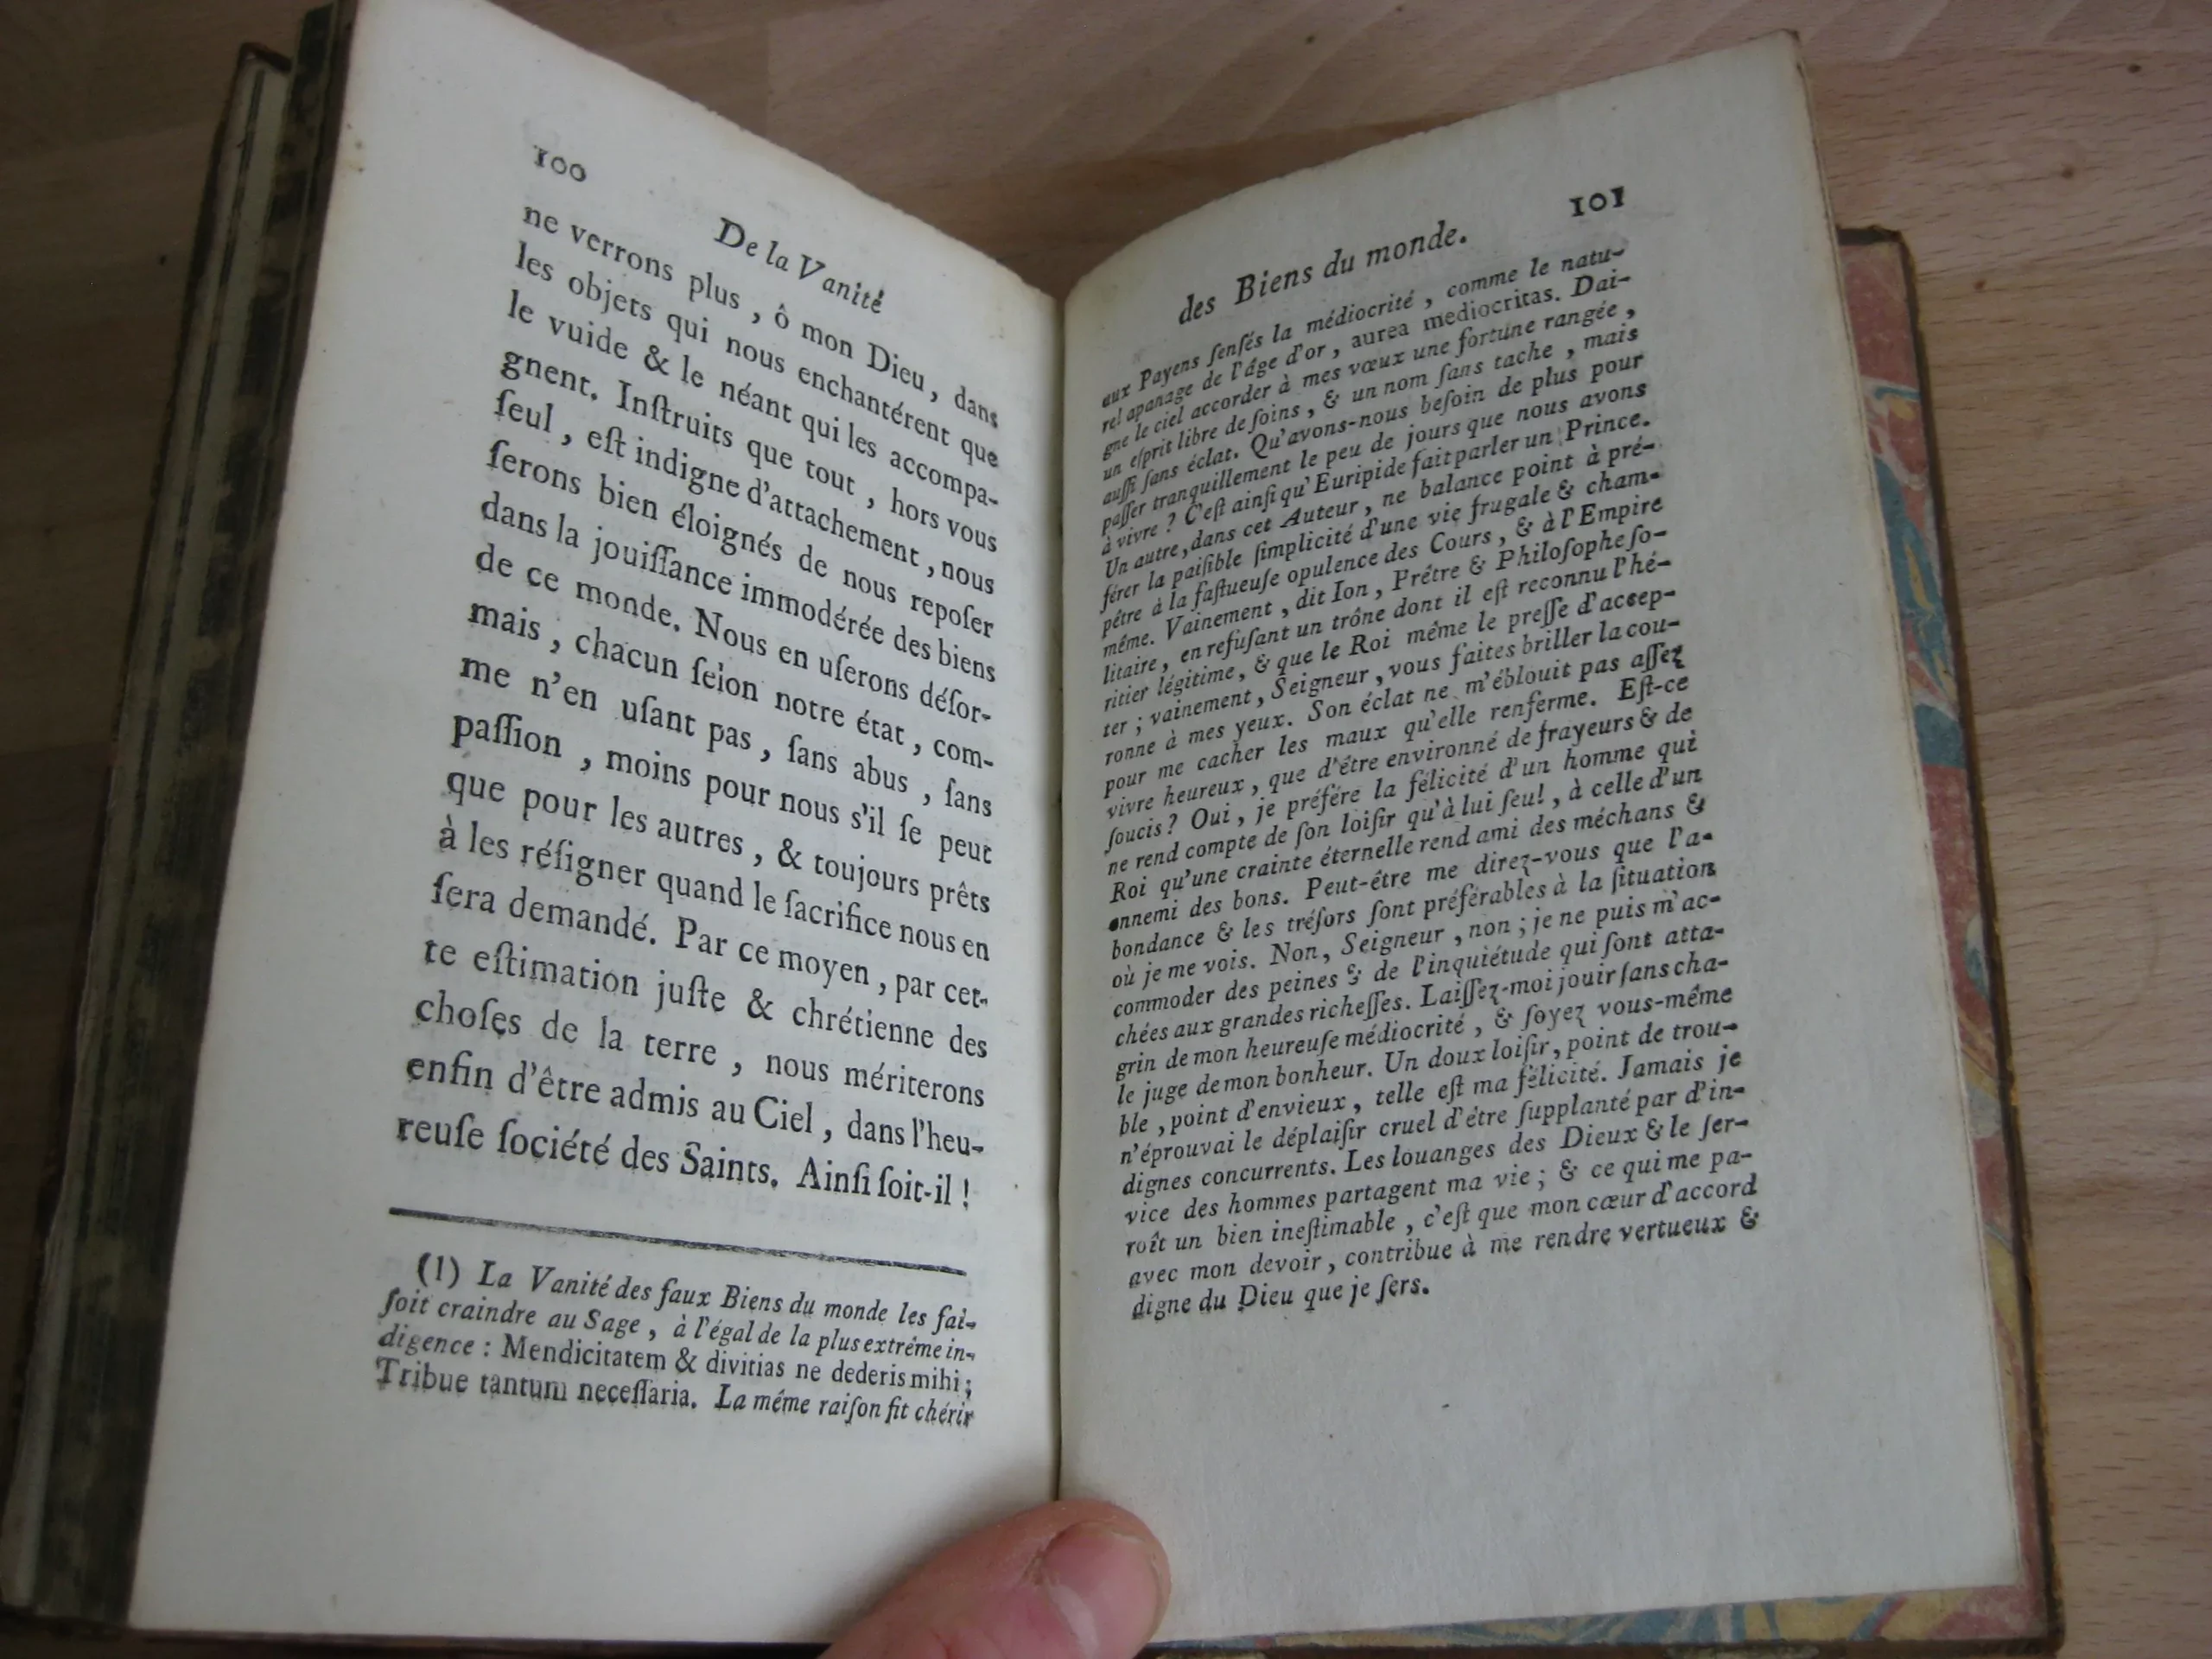 100
De la Vanité
ne verrons plus , ô mon Dieu , dans
les objets qui nous enchantérent que
le vuide & le néant qui les accompa-
gnent. Inſtruits que tout , hors vous
ſeul , eſt indigne d'attachement , nous
ſerons bien éloignés de nous repoſer
dans la jouiſſance immodérée des biens
de ce monde. Nous en uſerons déſor-
mais , chacun ſelon notre état , com-
me n'en uſant pas , ſans abus , ſans
paſſion , moins pour nous s'il ſe peut
que pour les autres , & toujours prêts
à les réſigner quand le ſacrifice nous en
ſera demandé. Par ce moyen , par cet-
te eſtimation juſte & chrétienne des
choſes de la terre , nous mériterons
enfin d'être admis au Ciel , dans l'heu-
reuſe ſociété des Saints. Ainſi ſoit-il !
(1) La Vanité des faux Biens du monde les fai-
ſoit craindre au Sage , à l'égal de la plus extrême in-
digence : Mendicitatem & divitias ne dederis mihi ;
Tribue tantum neceſſaria. La même raiſon fit chérir
101
des Biens du monde.
aux Payens ſenſés la médiocrité , comme le natu-
rel apanage de l'âge d'or , aurea mediocritas. Dai-
gne le ciel accorder à mes vœux une fortune rangée ,
un eſprit libre de ſoins , & un nom ſans tache , mais
auſſi ſans éclat. Qu'avons-nous beſoin de plus pour
paſſer tranquillement le peu de jours que nous avons
à vivre ? C'eſt ainſi qu'Euripide fait parler un Prince.
Un autre , dans cet Auteur , ne balance point à pré-
férer la paiſible ſimplicité d'une vie frugale & cham-
pêtre à la faſtueuſe opulence des Cours , & à l'Empire
même. Vainement , dit Ion , Prêtre & Philoſophe ſo-
litaire , en refuſant un trône dont il eſt reconnu l'hé-
ritier légitime , & que le Roi même le preſſe d'accep-
ter ; vainement , Seigneur , vous faites briller la cou-
ronne à mes yeux. Son éclat ne m'éblouit pas aſſez
pour me cacher les maux qu'elle renferme. Eſt-ce
vivre heureux , que d'être environné de frayeurs & de
ſoucis ? Oui , je préfére la félicité d'un homme qui
ne rend compte de ſon loiſir qu'à lui ſeul , à celle d'un
Roi qu'une crainte éternelle rend ami des méchans &
ennemi des bons. Peut-être me direz-vous que l'a-
bondance & les tréſors ſont préférables à la ſituation
où je me vois. Non , Seigneur , non ; je ne puis m'ac-
commoder des peines & de l'inquiétude qui ſont atta-
chées aux grandes richeſſes. Laiſſez-moi jouir ſans cha-
grin de mon heureuſe médiocrité , & ſoyez vous-même
le juge de mon bonheur. Un doux loiſir , point de trou-
ble , point d'envieux , telle eſt ma félicité. Jamais je
n'éprouvai le déplaiſir cruel d'être ſupplanté par d'in-
dignes concurrents. Les louanges des Dieux & le ſer-
vice des hommes partagent ma vie ; & ce qui me pa-
roît un bien ineſtimable , c'eſt que mon cœur d'accord
avec mon devoir , contribue à me rendre vertueux &
digne du Dieu que je ſers.